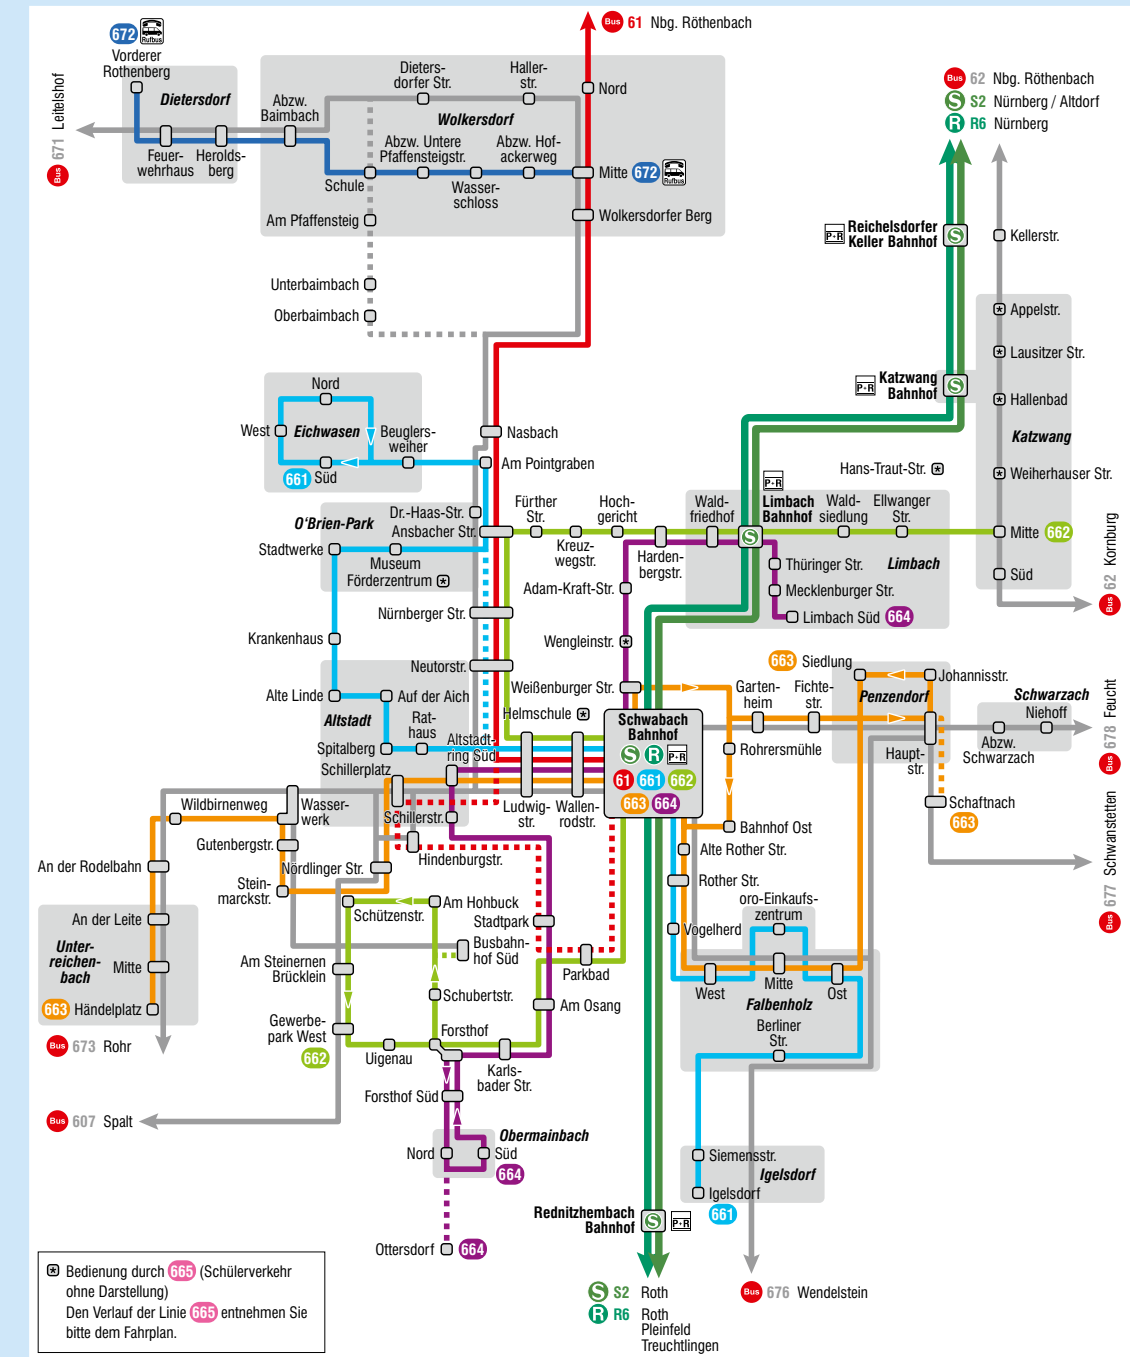 Bus 61 Nbg. Röthenbach
672 Rufbus
Vorderer
Rothenberg
Dietersdorf
Bus 671 Leitelshof
Feuer-
wehrhaus
Herolds-
berg
Abzw.
Baimbach
Dieters-
dorfer Str.
Haller-
str.
Nord
Wolkersdorf
Abzw. Untere
Pfaffensteigstr.
Abzw. Hof-
ackerweg
Schule
Wasser-
schloss
Mitte 672 Rufbus
Am Pfaffensteig
Wolkersdorfer Berg
Unterbaimbach
Oberbaimbach
Bus 62 Nbg. Röthenbach
S S2 Nürnberg / Altdorf
R R6 Nürnberg
P+R Reichelsdorfer
Keller Bahnhof
S
Kellerstr.
Appelstr.
Lausitzer Str.
P+R Katzwang
Bahnhof
S
Hallenbad
Katzwang
Weiherhauser Str.
Mitte 662
Süd
Bus 62 Kornburg
Nord
West
Eichwasen
Beuglers-
weiher
661 Süd
Nasbach
Am Pointgraben
Dr.-Haas-Str.
O'Brien-Park
Ansbacher Str.
Stadtwerke
Museum
Förderzentrum
Fürther
Str.
Kreuz-
wegstr.
Hoch-
gericht
Harden-
bergstr.
Wald-
friedhof
P+R
Limbach
Bahnhof
S
Hans-Traut-Str.
Wald-
siedlung
Ellwanger
Str.
Limbach
Thüringer Str.
Mecklenburger Str.
Limbach Süd 664
Adam-Kraft-Str.
Wengleinstr.
Nürnberger Str.
Krankenhaus
Neutorstr.
Weißenburger Str.
Alte Linde
Auf der Aich
Altstadt
Rat-
haus
Spitalberg
Helmschule
Altstadt-
ring Süd
Schillerplatz
Schwabach
Bahnhof
S R P+R
61 661 662
663 664
663 Siedlung
Garten-
heim
Fichte-
str.
Penzendorf
Johannisstr.
Schwarzach
Niehoff
Abzw.
Schwarzach
Bus 678 Feucht
Rohrersmühle
Haupt-
str.
Schaftnach
663
Bus 677 Schwanstetten
Wildbirnenweg
Wasser-
werk
Schillerstr.
Ludwig-
str.
Wallen-
rodstr.
Gutenbergstr.
Hindenburgstr.
Nördlinger Str.
An der Rodelbahn
Stein-
marckstr.
Bahnhof Ost
Alte Rother Str.
Rother Str.
oro-Einkaufs-
zentrum
Vogelherd
An der Leite
Unter-
reichen-
bach
Mitte
663 Händelplatz
Bus 673 Rohr
Schützenstr.
Am Hohbuck
Stadtpark
Busbahn-
hof Süd
Parkbad
Am Steinernen
Brücklein
Schubertstr.
Am Osang
Gewerbe-
park West
662
Forsthof
Uigenau
Karls-
bader Str.
West
Mitte
Ost
Falbenholz
Berliner
Str.
Forsthof Süd
Bus 607 Spalt
Obermainbach
Nord
Süd
664
Siemensstr.
Igelsdorf
Igelsdorf
661
Rednitzhembach
Bahnhof
S P+R
Ottersdorf 664
S S2 Roth
R R6 Roth
Pleinfeld
Treuchtlingen
Bus 676 Wendelstein
Bedienung durch 665 (Schülerverkehr
ohne Darstellung)
Den Verlauf der Linie 665 entnehmen Sie
bitte dem Fahrplan.